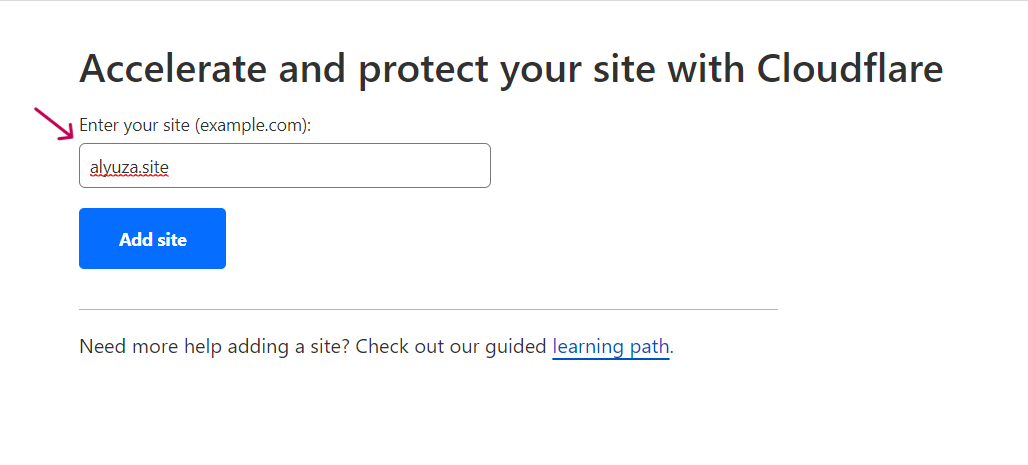 Accelerate and protect your site with Cloudflare
Enter your site (example.com):
alyuza.site
Add site
Need more help adding a site? Check out our guided learning path.